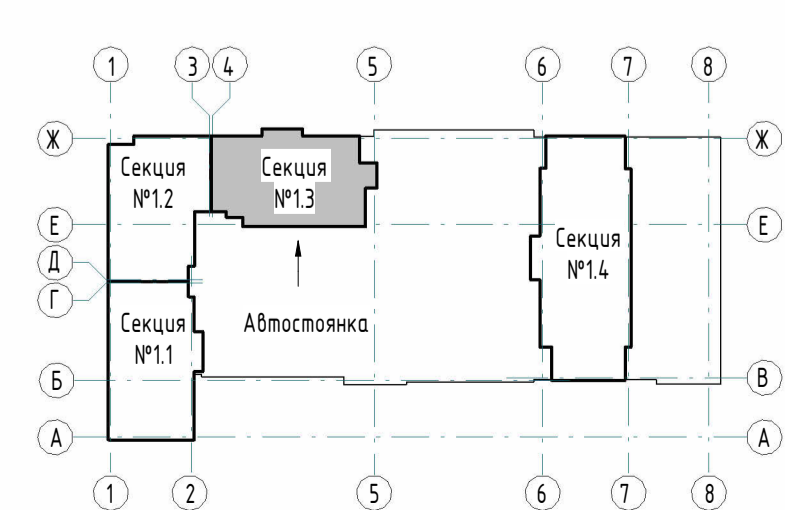 1 3 4 5 6 7 8
Ж Ж
Секция
№1.2
Секция
№1.3
Е Е
Секция
№1.4
Д
Г
Секция
№1.1
Автостоянка
Б В
А А
1 2 5 6 7 8